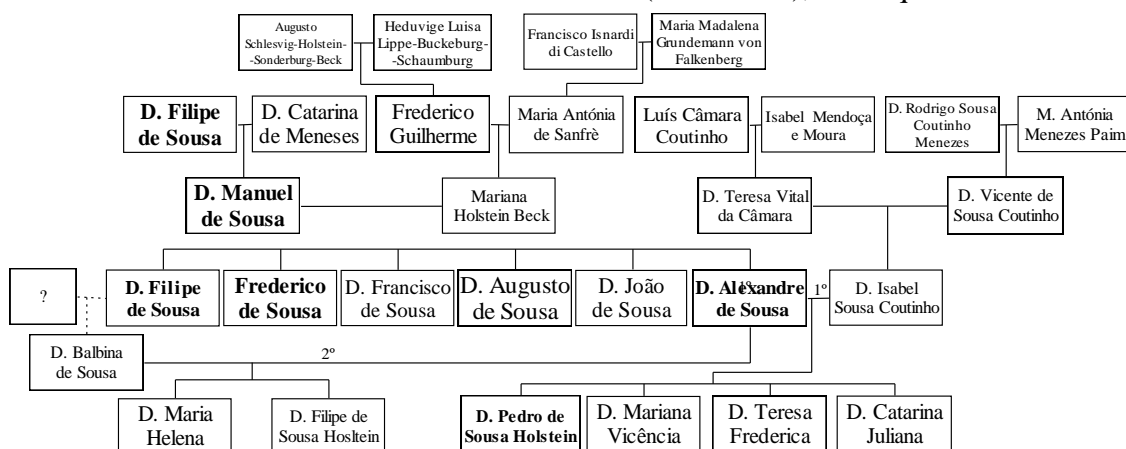 Augusto
Schlesvig-Holstein-
-Sonderburg-Beck
Heduvige Luisa
Lippe-Buckeburg-
-Schaumburg
Francisco Isnardi
di Castello
Maria Madalena
Grundemann von
Falkenberg
D. Filipe
de Sousa
D. Catarina
de Meneses
Frederico
Guilherme
Maria Antónia
de Sanfrè
Luís Câmara
Coutinho
Isabel Mendoça
e Moura
D. Rodrigo Sousa
Coutinho
Menezes
M. Antónia
Menezes Paim
D. Manuel
de Sousa
Mariana
Holstein Beck
D. Teresa Vital
da Câmara
D. Vicente de
Sousa Coutinho
?
D. Filipe
de Sousa
Frederico
de Sousa
D. Francisco
de Sousa
D. Augusto
de Sousa
D. João
de Sousa
D. Alexandre
de Sousa
1º
D. Isabel
Sousa Coutinho
D. Balbina
de Sousa
2º
D. Maria
Helena
D. Filipe de
Sousa Hosltein
D. Pedro de
Sousa Holstein
D. Mariana
Vicência
D. Teresa
Frederica
D. Catarina
Juliana